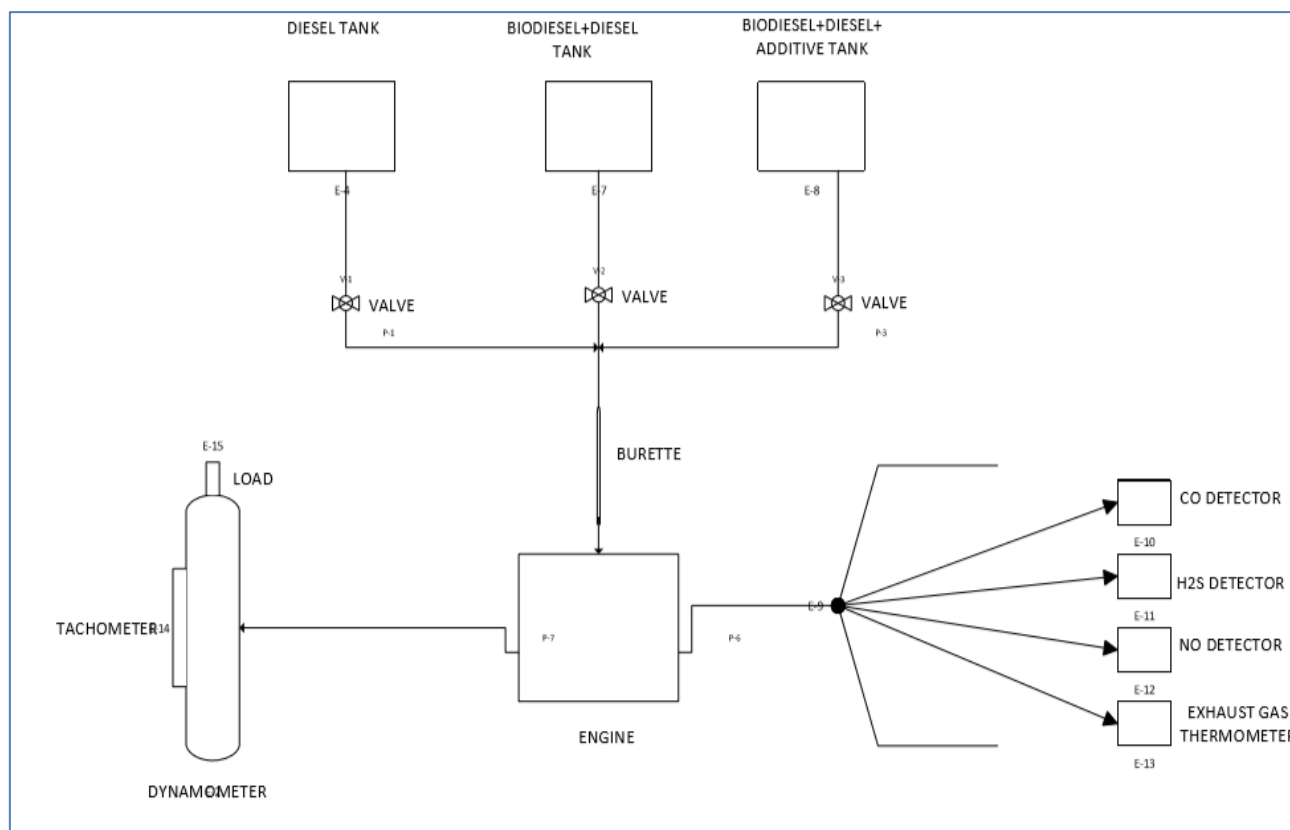 DIESEL TANK
BIODIESEL+DIESEL
TANK
BIODIESEL+DIESEL+
ADDITIVE TANK
E-4
E-7
E-8
V-1
V-2
V-3
VALVE
VALVE
VALVE
P-1
P-3
E-15
LOAD
BURETTE
CO DETECTOR
E-10
H2S DETECTOR
E-9
E-11
TACHOMETER
P-7
P-6
NO DETECTOR
E-12
EXHAUST GAS
THERMOMETER
ENGINE
E-13
DYNAMOMETER